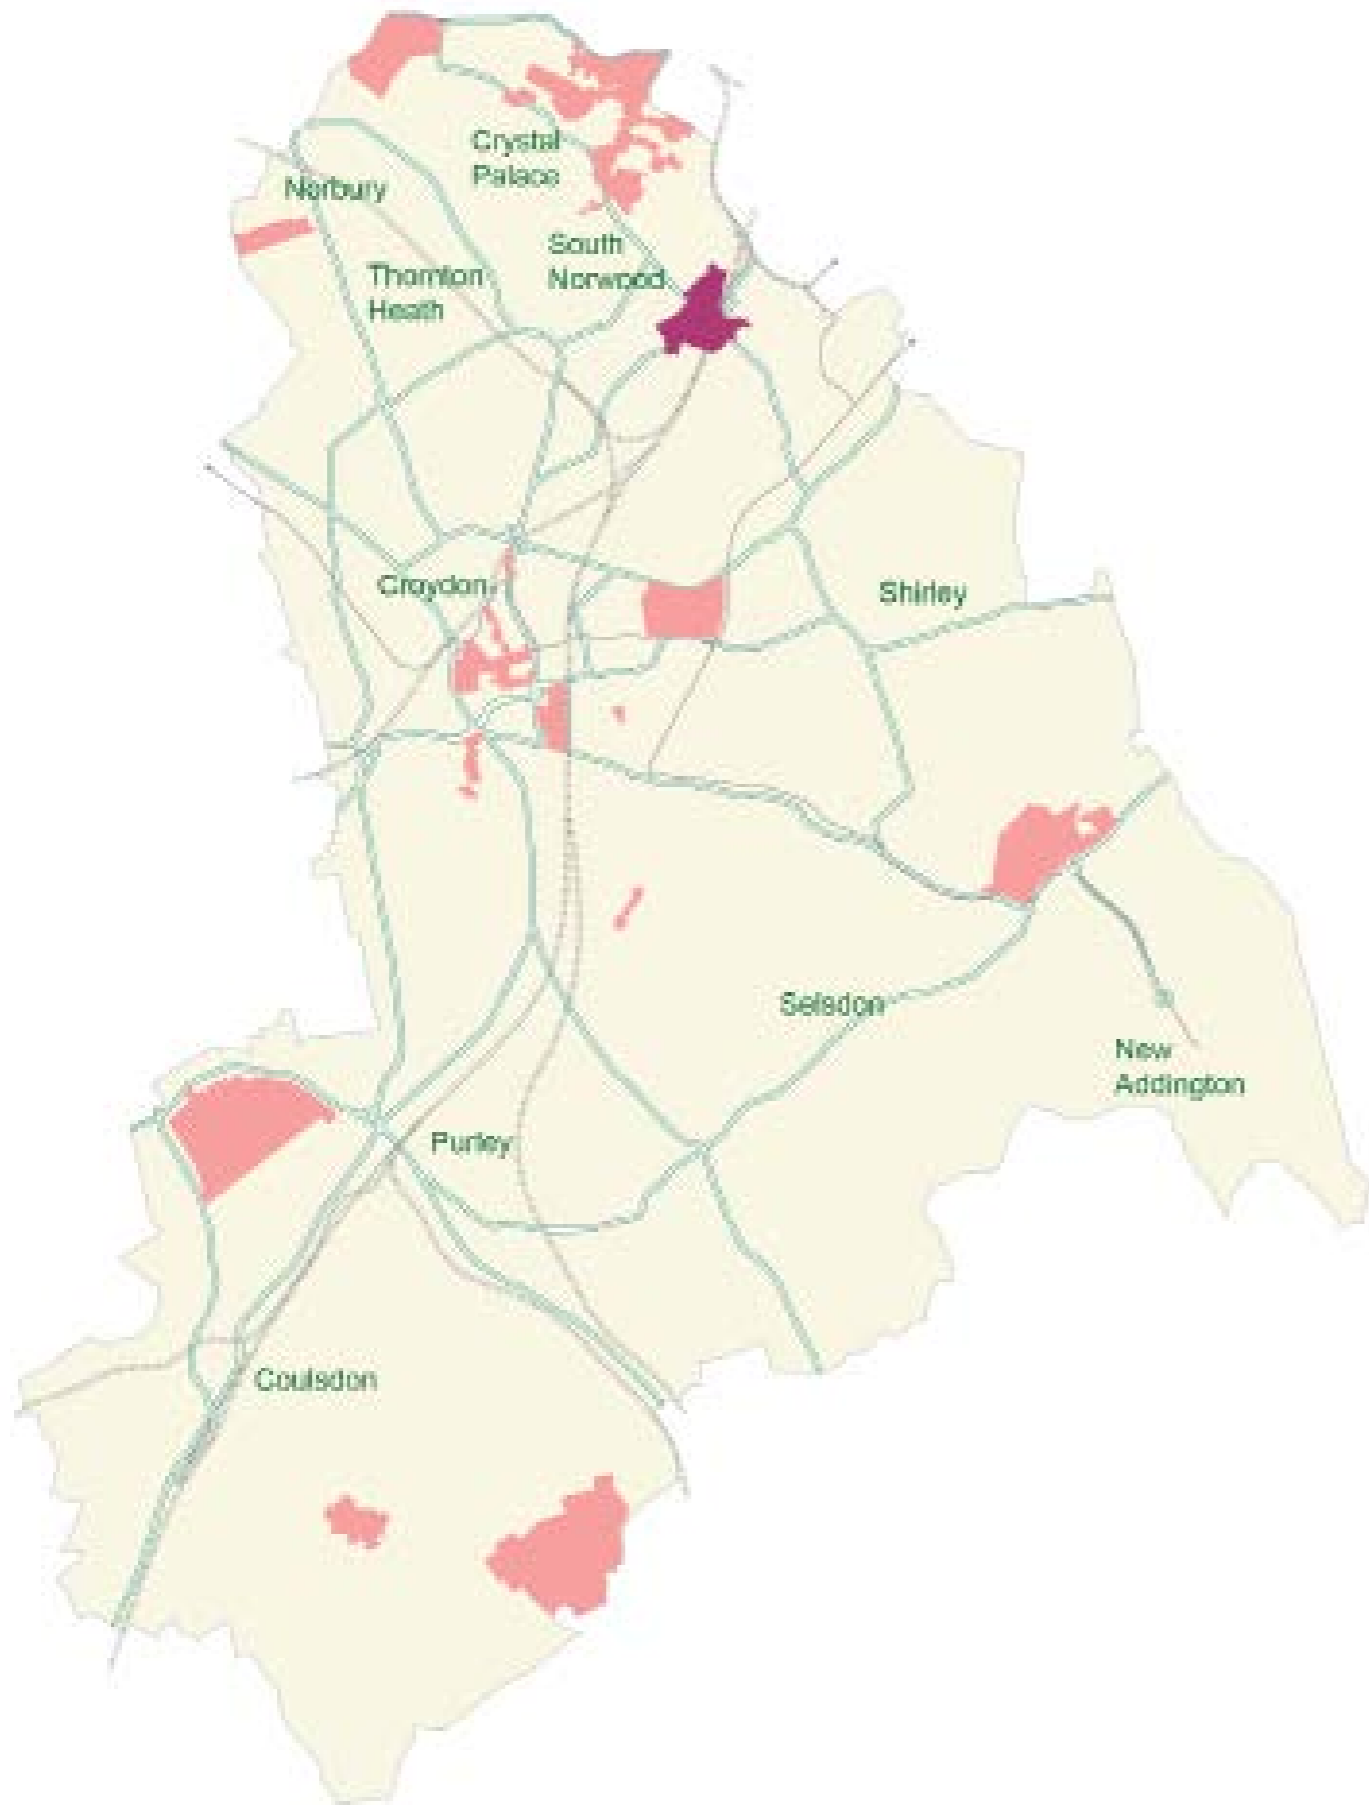 Crystal
Palace
Norbury
South
Norwood
Thornton
Heath
Croydon
Shirley
Selsdon
New
Addington
Purley
Coulsdon